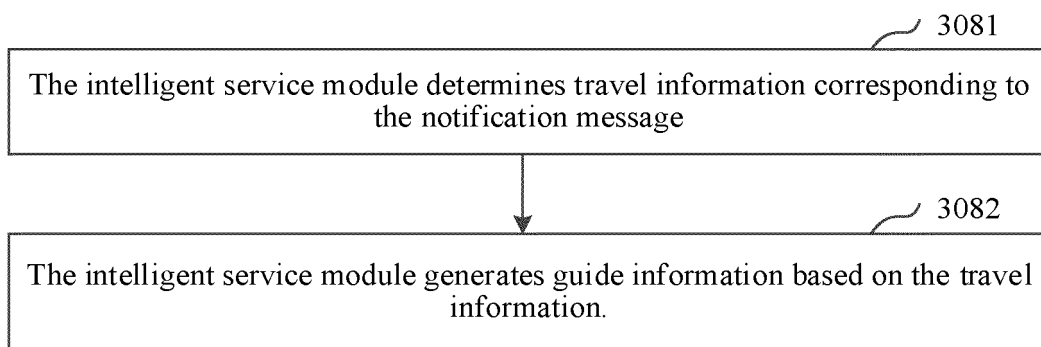 3081
The intelligent service module determines travel information corresponding to
the notification message
3082
The intelligent service module generates guide information based on the travel
information.